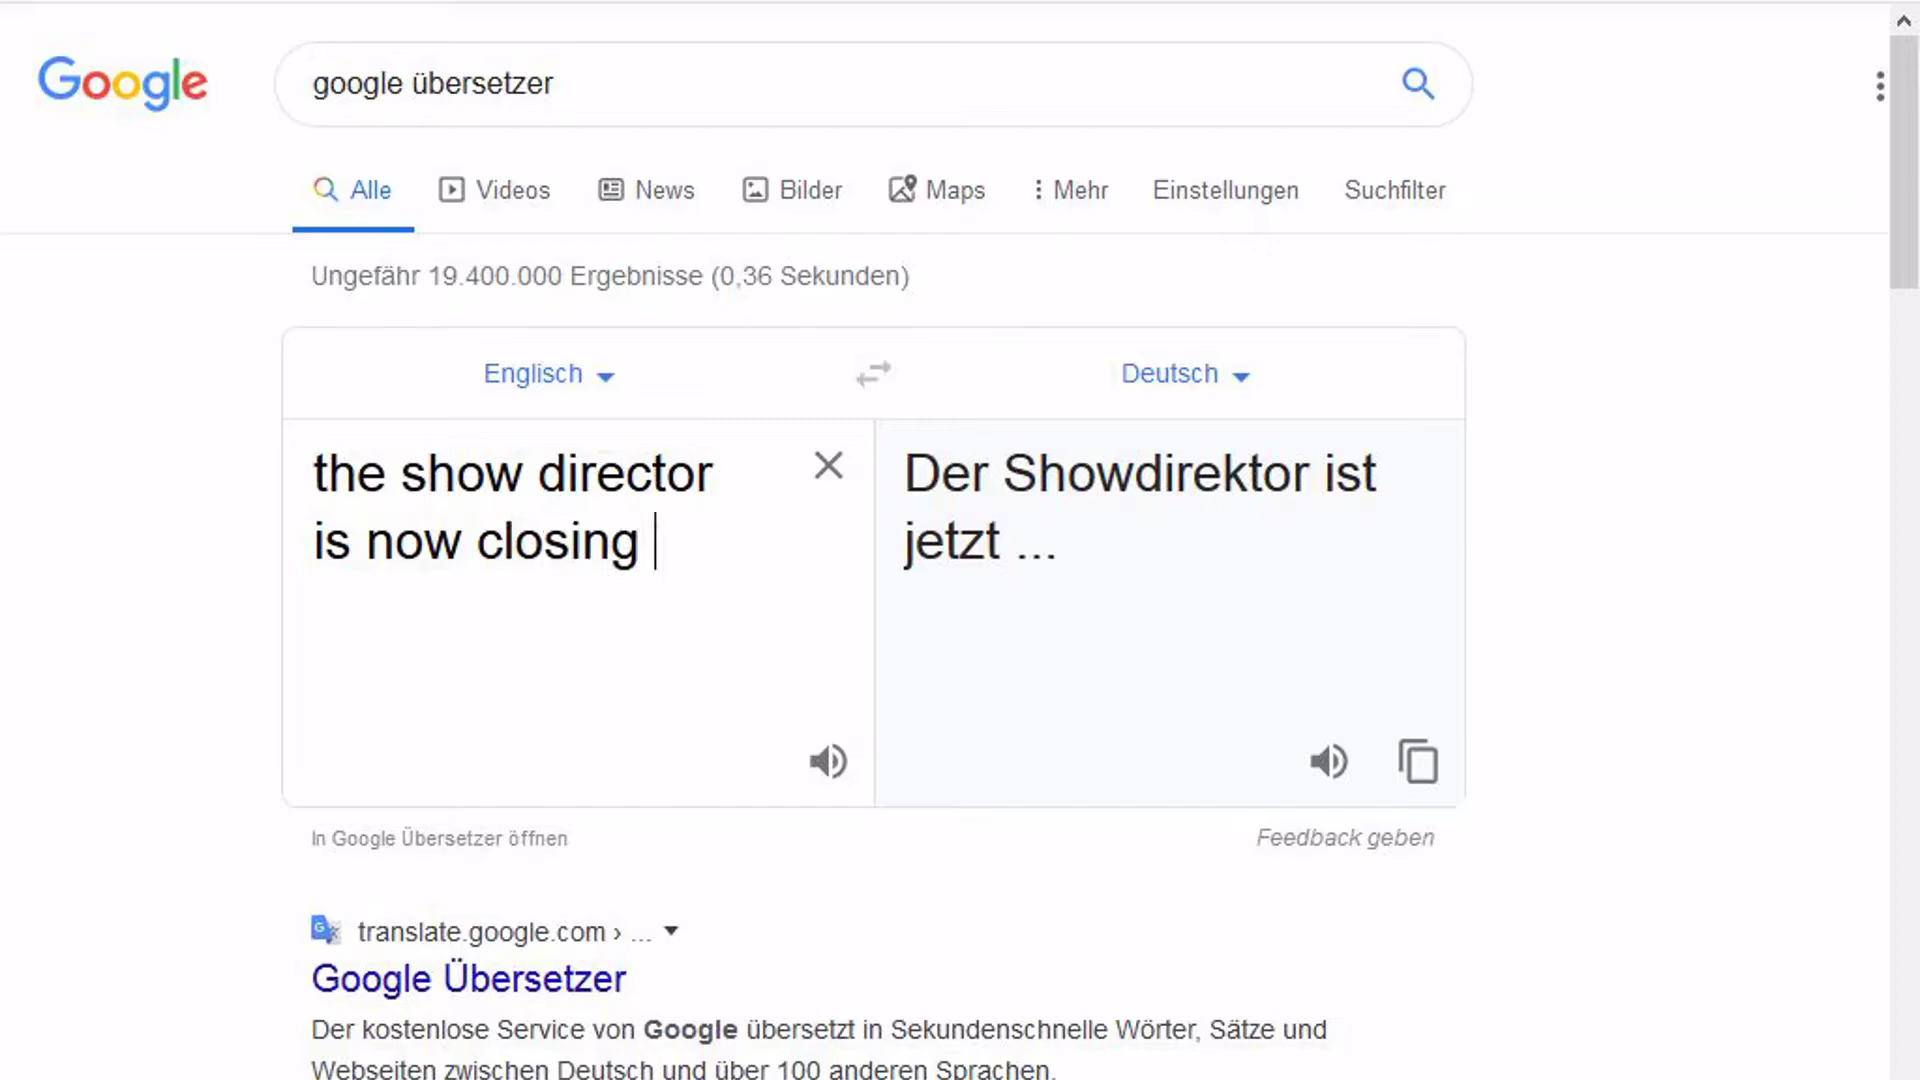 Google
google übersetzer
Alle Videos News Bilder Maps Mehr Einstellungen Suchfilter
Ungefähr 19.400.000 Ergebnisse (0,36 Sekunden)
Englisch
Deutsch
the show director
is now closing
Der Showdirektor ist
jetzt ...
In Google Übersetzer öffnen
Feedback geben
translate.google.com › ...
Google Übersetzer
Der kostenlose Service von Google übersetzt in Sekundenschnelle Wörter, Sätze und
Webseiten zwischen Deutsch und über 100 anderen Sprachen.